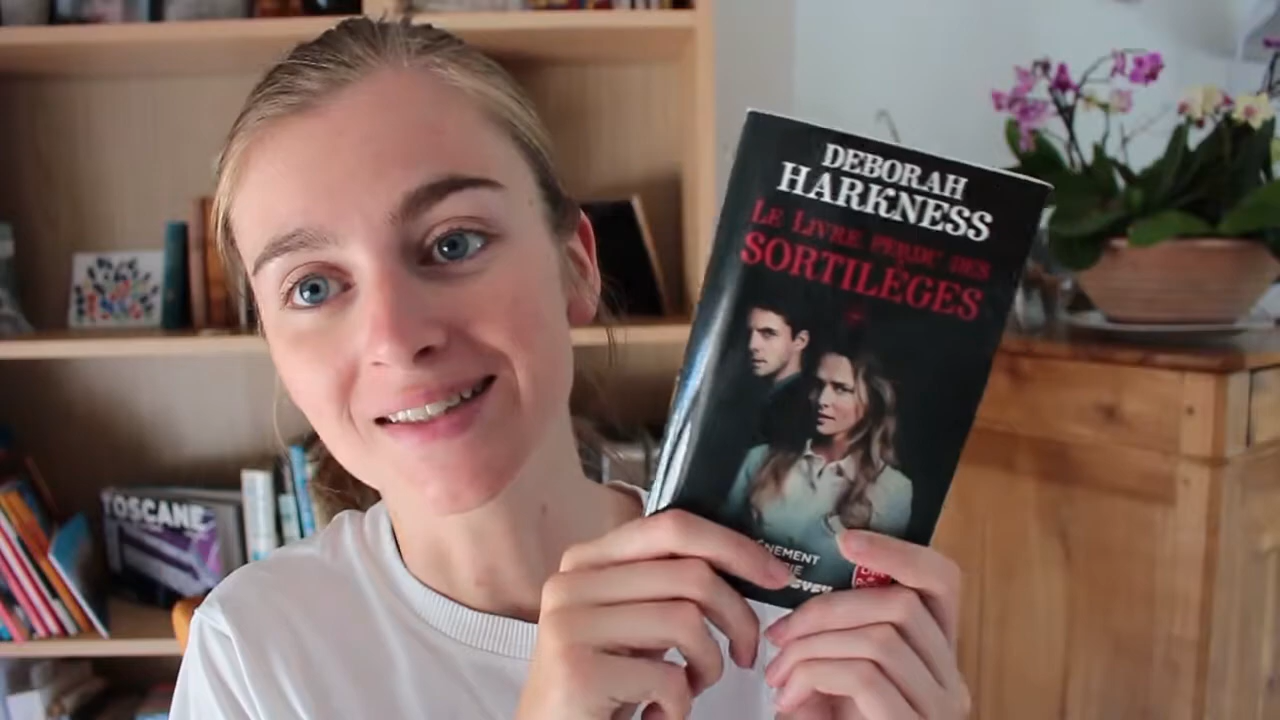 DEBORAH
HARKNESS
LE LIVRE PERDU DES
SORTILÈGES
TOSCANE